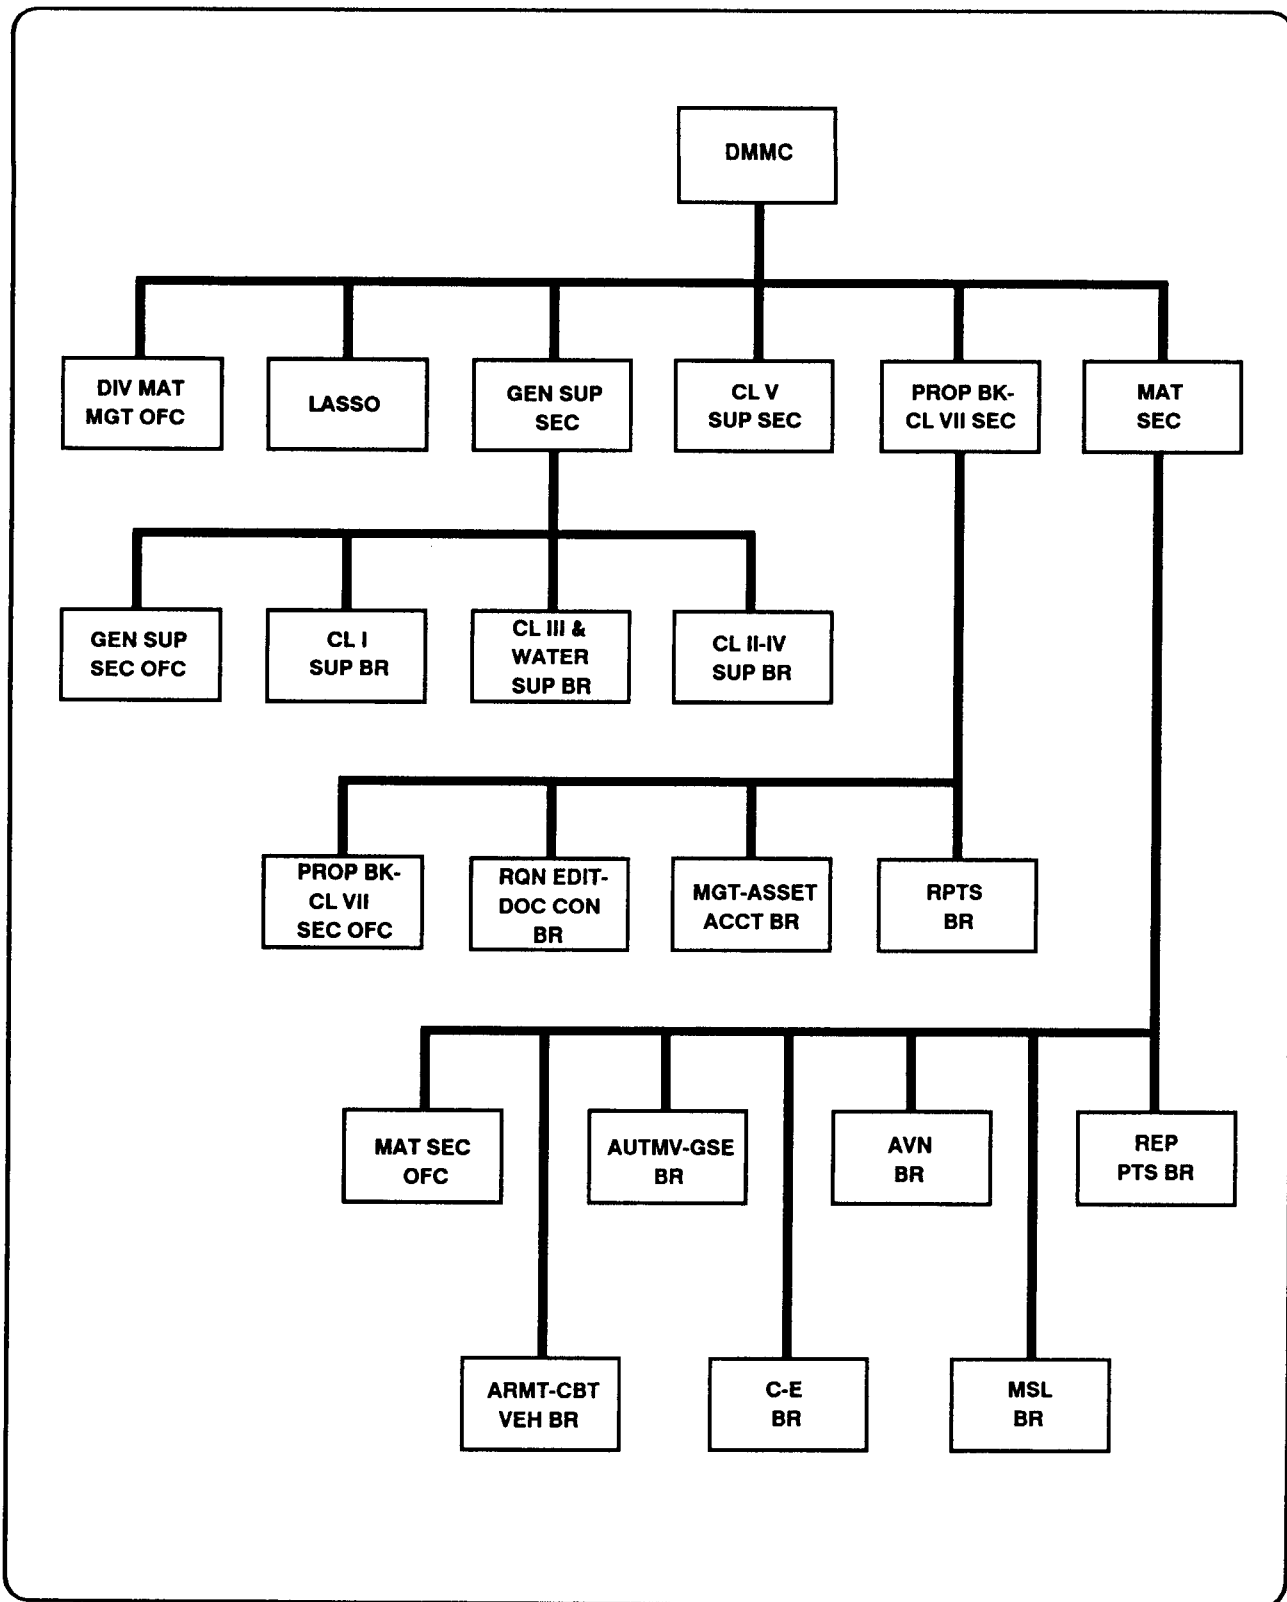 DMMC
DIV MAT
MGT OFC
LASSO
GEN SUP
SEC
CL V
SUP SEC
PROP BK-
CL VII SEC
MAT
SEC
GEN SUP
SEC OFC
CL I
SUP BR
CL III &
WATER
SUP BR
CL II-IV
SUP BR
PROP BK-
CL VII
SEC OFC
RQN EDIT-
DOC CON
BR
MGT-ASSET
ACCT BR
RPTS
BR
MAT SEC
OFC
AUTMV-GSE
BR
AVN
BR
REP
PTS BR
ARMT-CBT
VEH BR
C-E
BR
MSL
BR